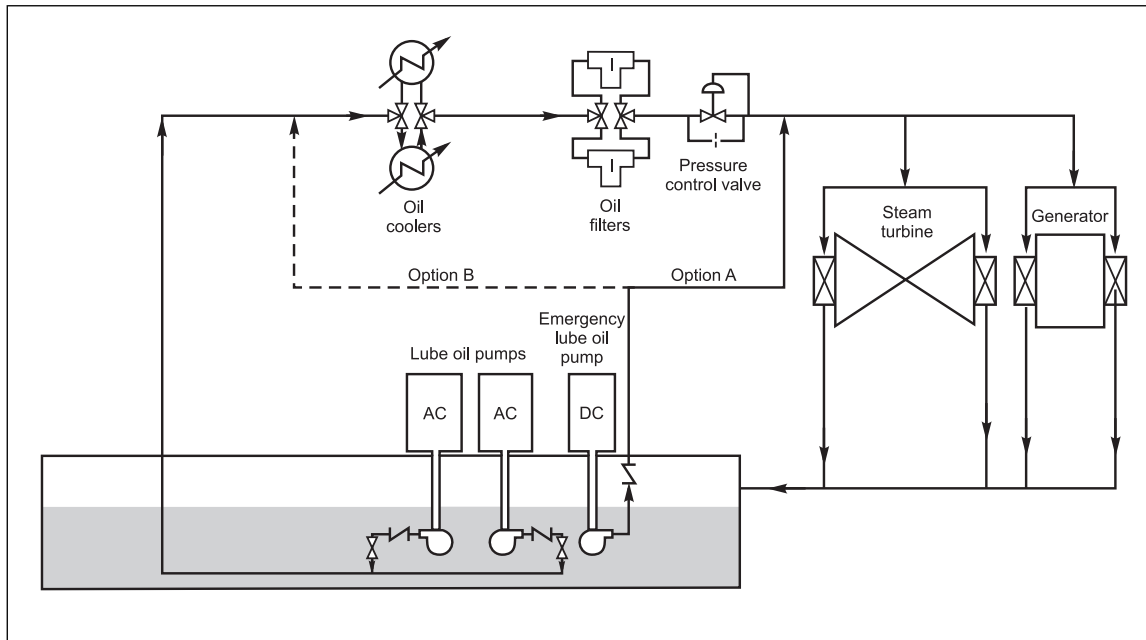 Oil
coolers
Oil
filters
Pressure
control valve
Steam
turbine
Generator
Option B
Option A
Emergency
lube oil
pump
Lube oil pumps
AC
AC
DC